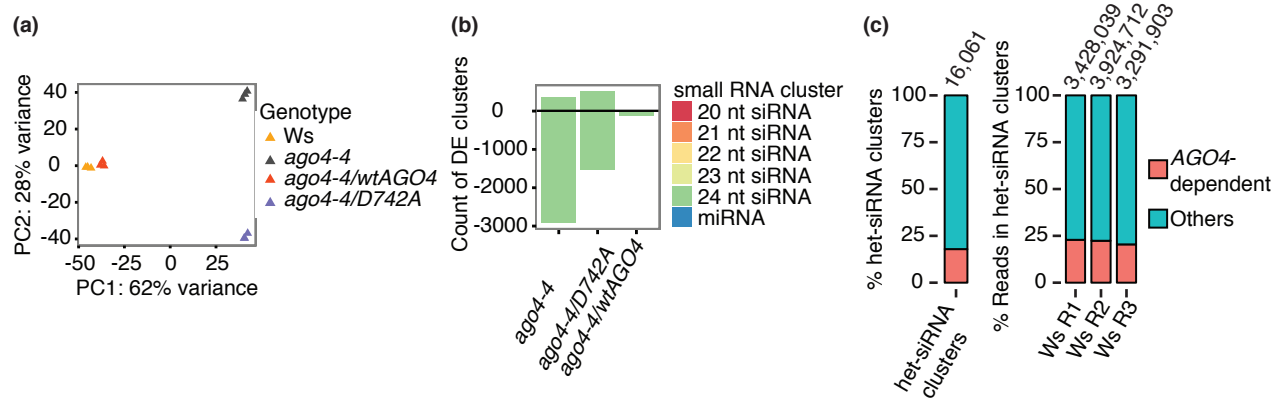 (a)
PC2: 28% variance
40
20
0
-20
-40
-50
-25
0
25
PC1: 62% variance
Genotype
Ws
ago4-4
ago4-4/wtAGO4
ago4-4/D742A
(b)
Count of DE clusters
0
-1000
-2000
-3000
ago4-4
ago4-4/D742A
ago4-4/wtAGO4
small RNA cluster
20 nt siRNA
21 nt siRNA
22 nt siRNA
23 nt siRNA
24 nt siRNA
miRNA
(c)
% het-siRNA clusters
100
75
50
25
0
16,061
het-siRNA
clusters
% Reads in het-siRNA clusters
100
75
50
25
0
3,428,039
3,924,712
3,291,903
Ws R1
Ws R2
Ws R3
AGO4-
dependent
Others